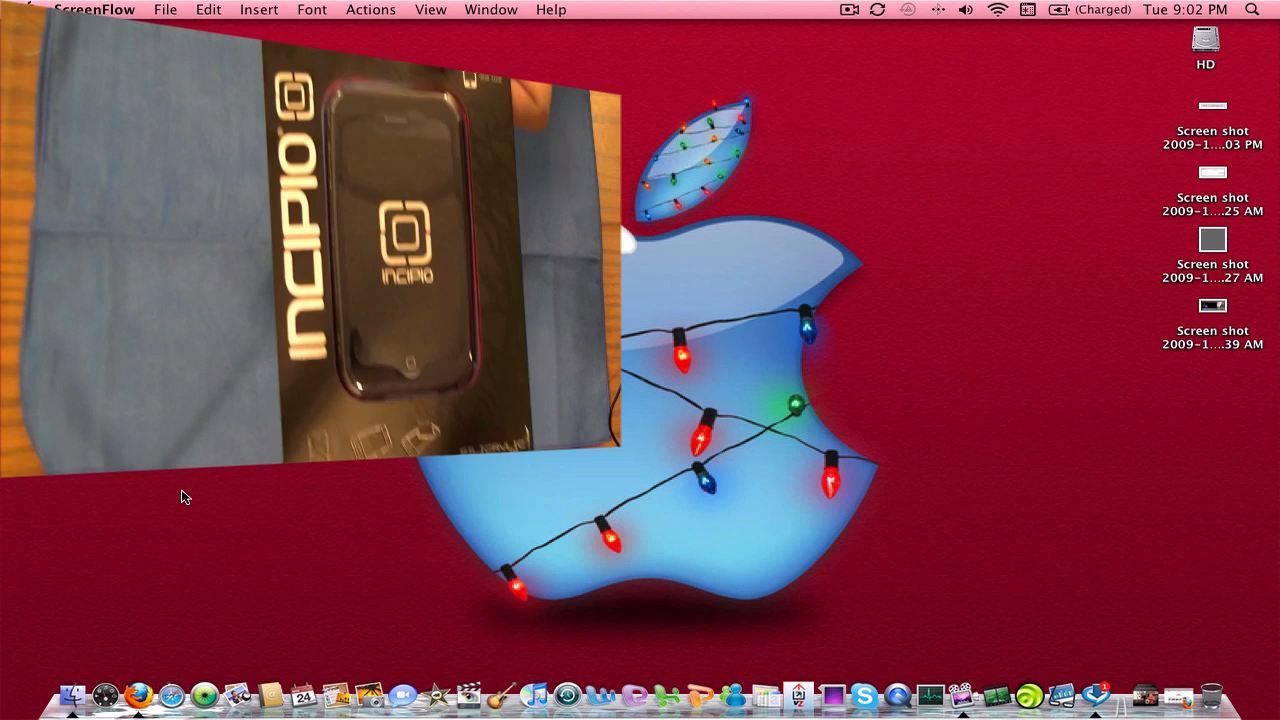 ScreenFlow File Edit Insert Font Actions View Window Help (Charged) Tue 9:02 PM
HD
Screen shot
2009-1....03 PM
Screen shot
2009-1....25 AM
Screen shot
2009-1....27 AM
Screen shot
2009-1....39 AM
INCIPIO
INCIPIO
24
1